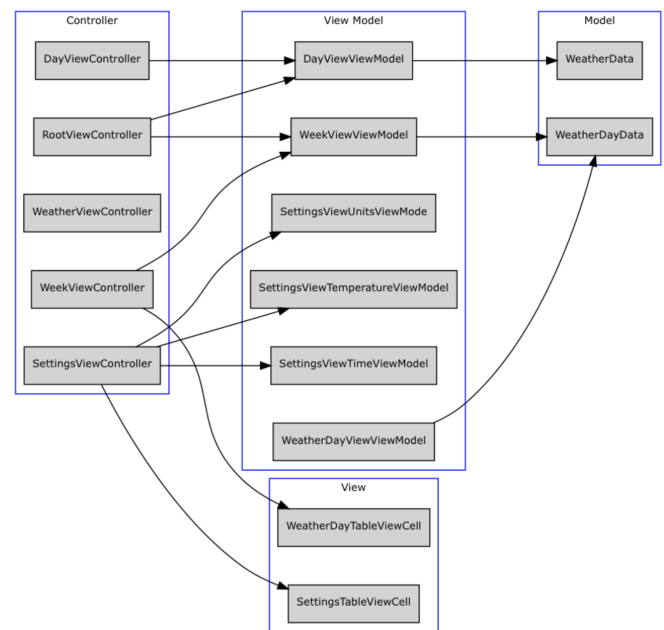 Controller
DayViewController
RootViewController
WeatherViewController
WeekViewController
SettingsViewController
View Model
DayViewViewModel
WeekViewViewModel
SettingsViewUnitsViewMode
SettingsViewTemperatureViewModel
SettingsViewTimeViewModel
WeatherDayViewViewModel
Model
WeatherData
WeatherDayData
View
WeatherDayTableViewCell
SettingsTableViewCell